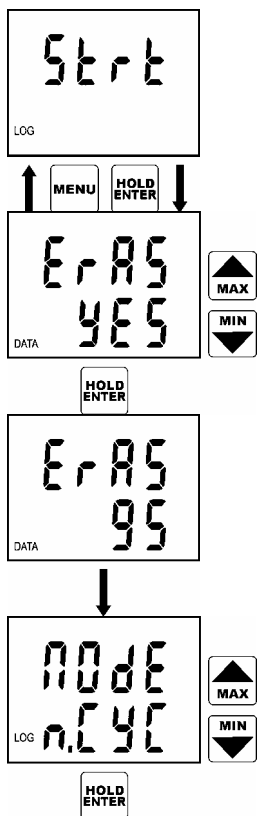 Strt
LOG
MENU
HOLD
ENTER
ErAS
YES
DATA
MAX
MIN
HOLD
ENTER
ErAS
95
DATA
MOdE
n.CYC
LOG
MAX
MIN
HOLD
ENTER